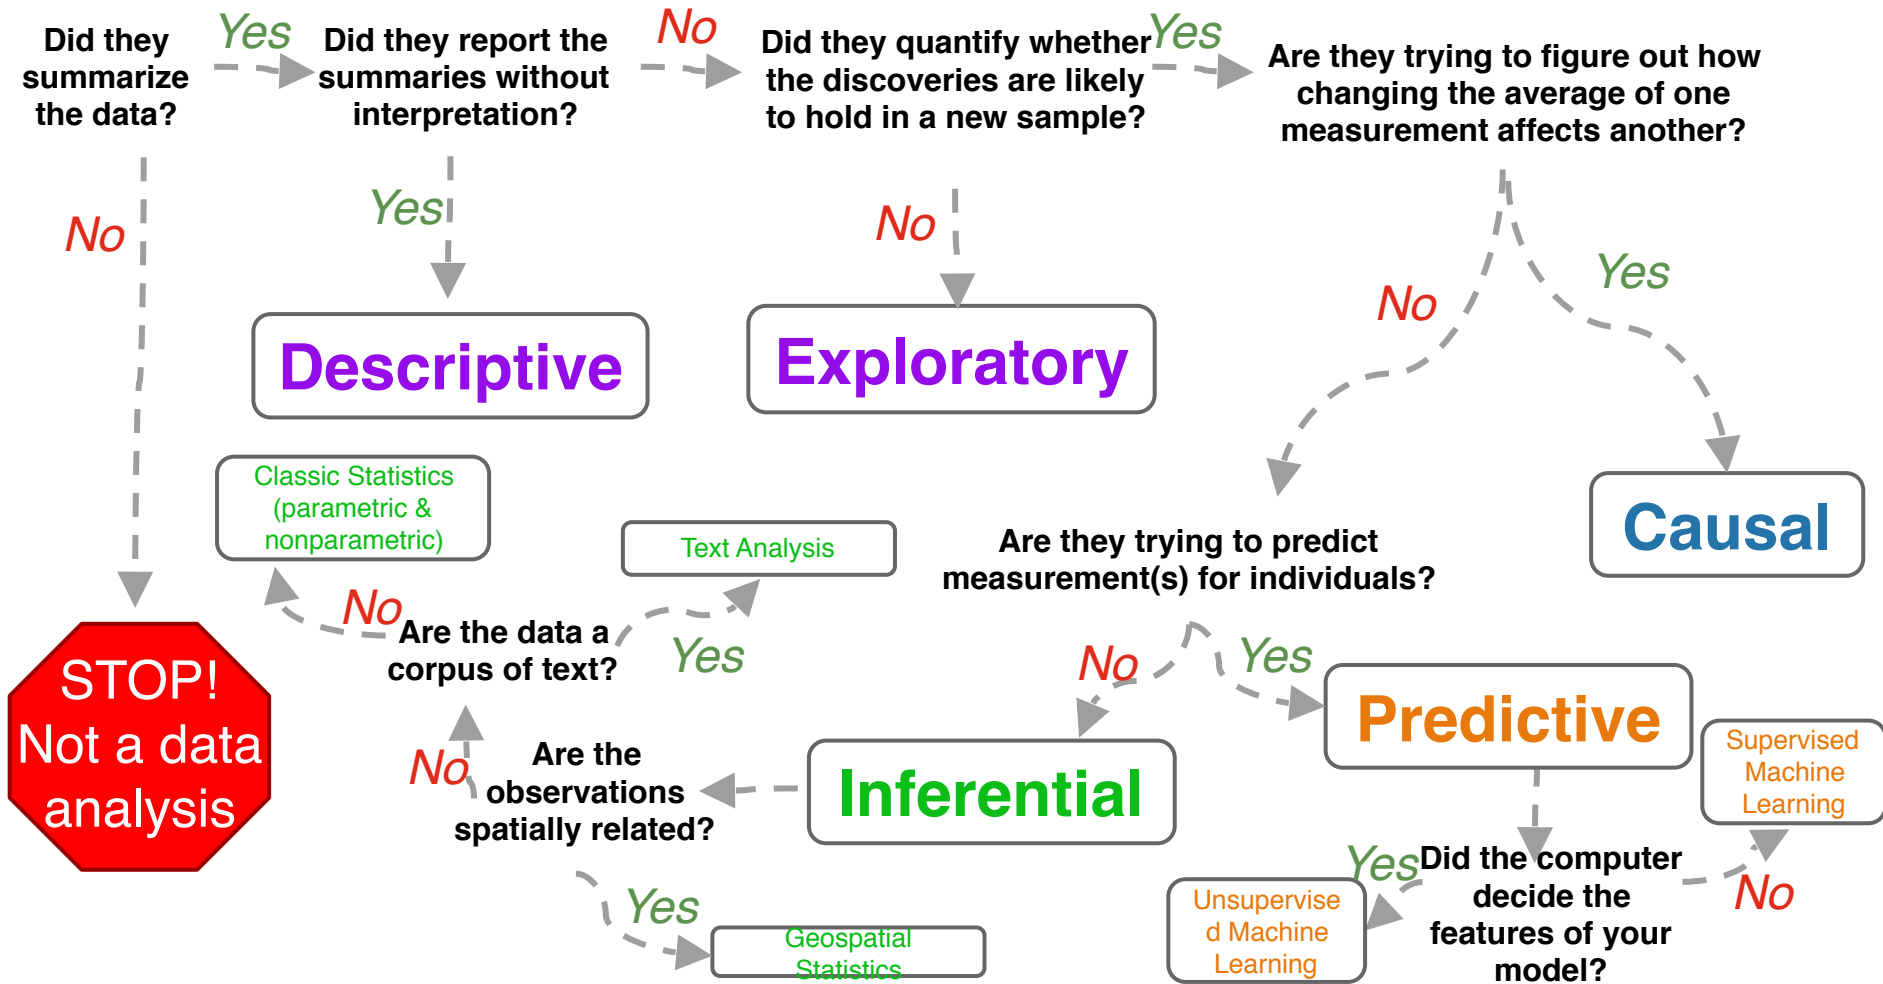 Did they
summarize
the data?
Yes
Did they report the
summaries without
interpretation?
No
Did they quantify whether
the discoveries are likely
to hold in a new sample?
Yes
Are they trying to figure out how
changing the average of one
measurement affects another?
No
Yes
No
No
Yes
Descriptive
Exploratory
Causal
Classic Statistics
(parametric &
nonparametric)
Text Analysis
Are they trying to predict
measurement(s) for individuals?
No
Are the data a
corpus of text?
Yes
No
Yes
STOP!
Not a data
analysis
Predictive
Inferential
No
Are the
observations
spatially related?
Supervised
Machine
Learning
Yes
Did the computer
decide the
features of your
model?
No
Yes
Geospatial
Statistics
Unsupervise
d Machine
Learning